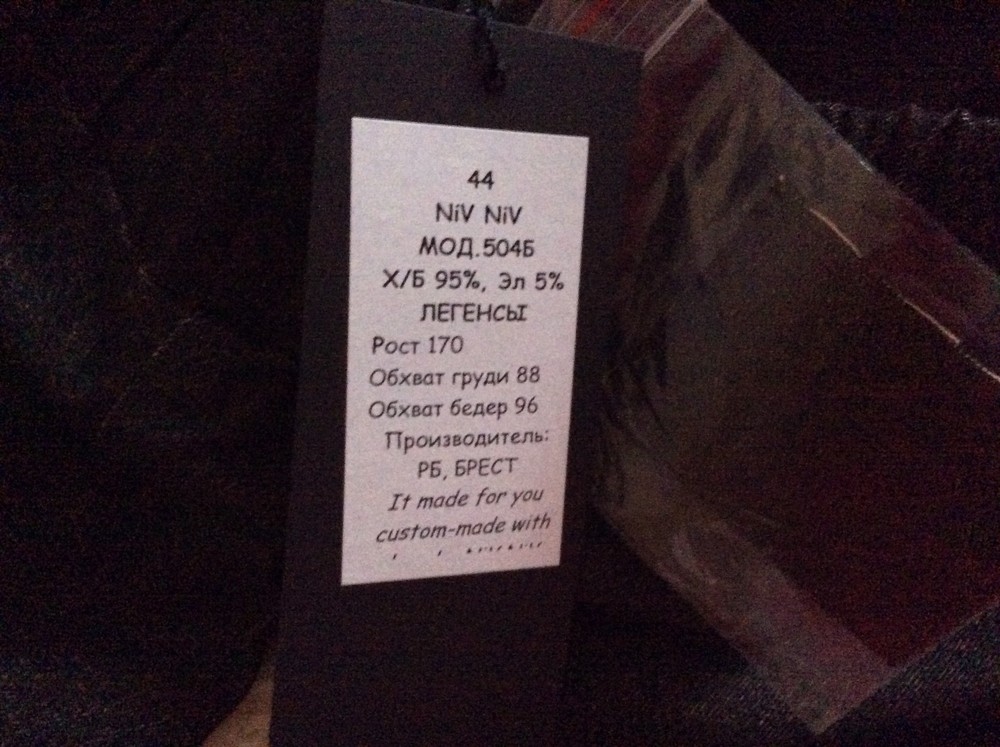 44
NiV NiV
МОД.504Б
Х/Б 95%, Эл 5%
ЛЕГЕНСЫ
Рост 170
Обхват груди 88
Обхват бедер 96
Производитель:
РБ, БРЕСТ
It made for you
custom-made with